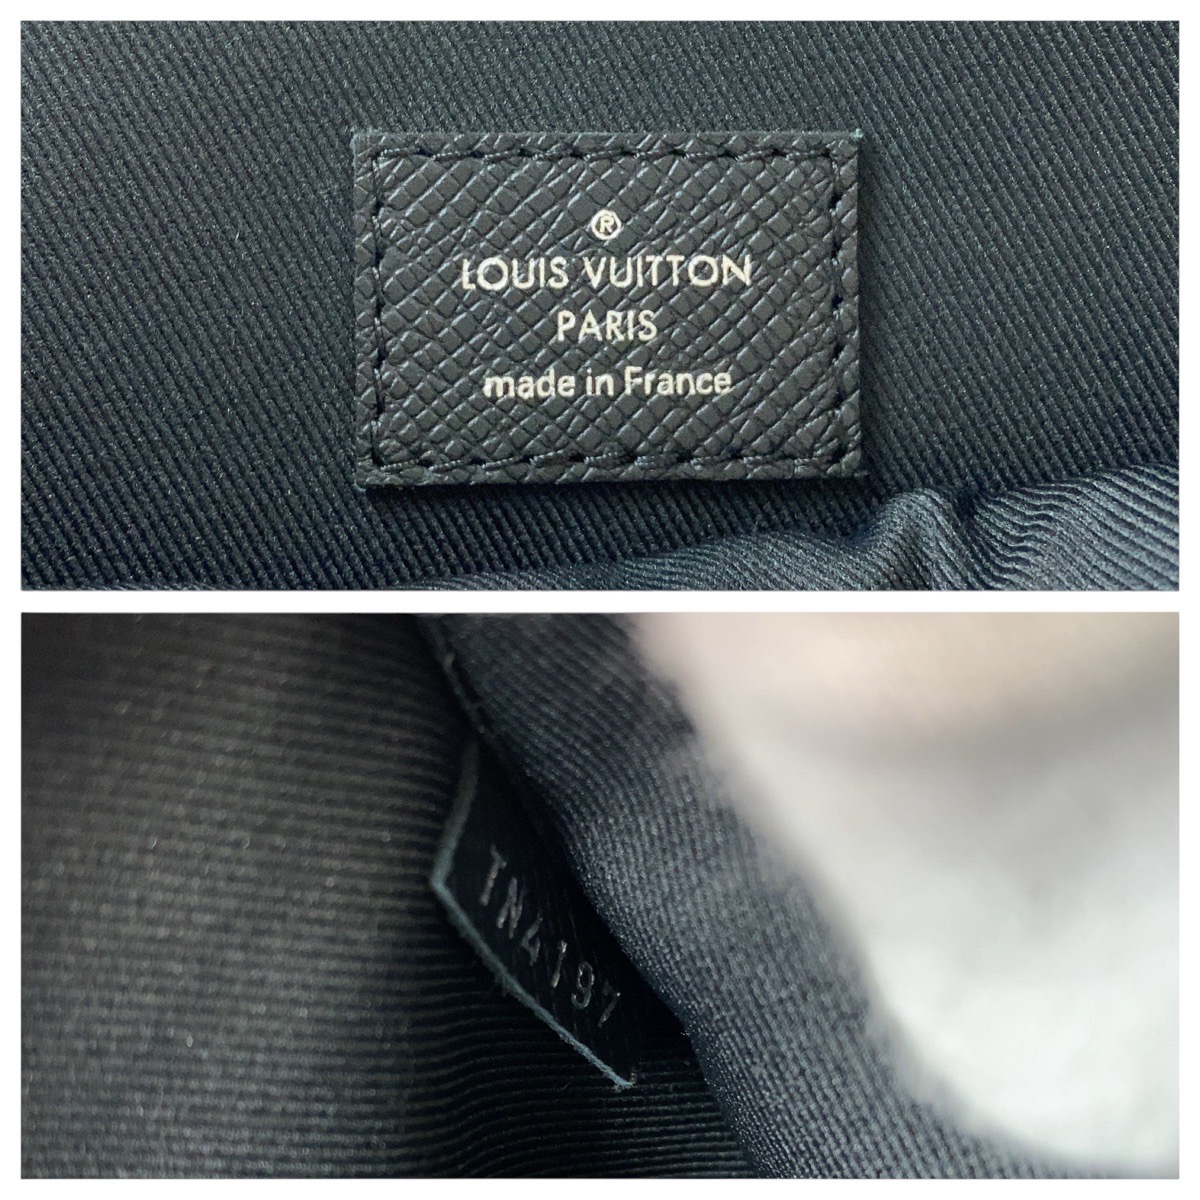 ®
LOUIS VUITTON
PARIS
made in France
TN4197